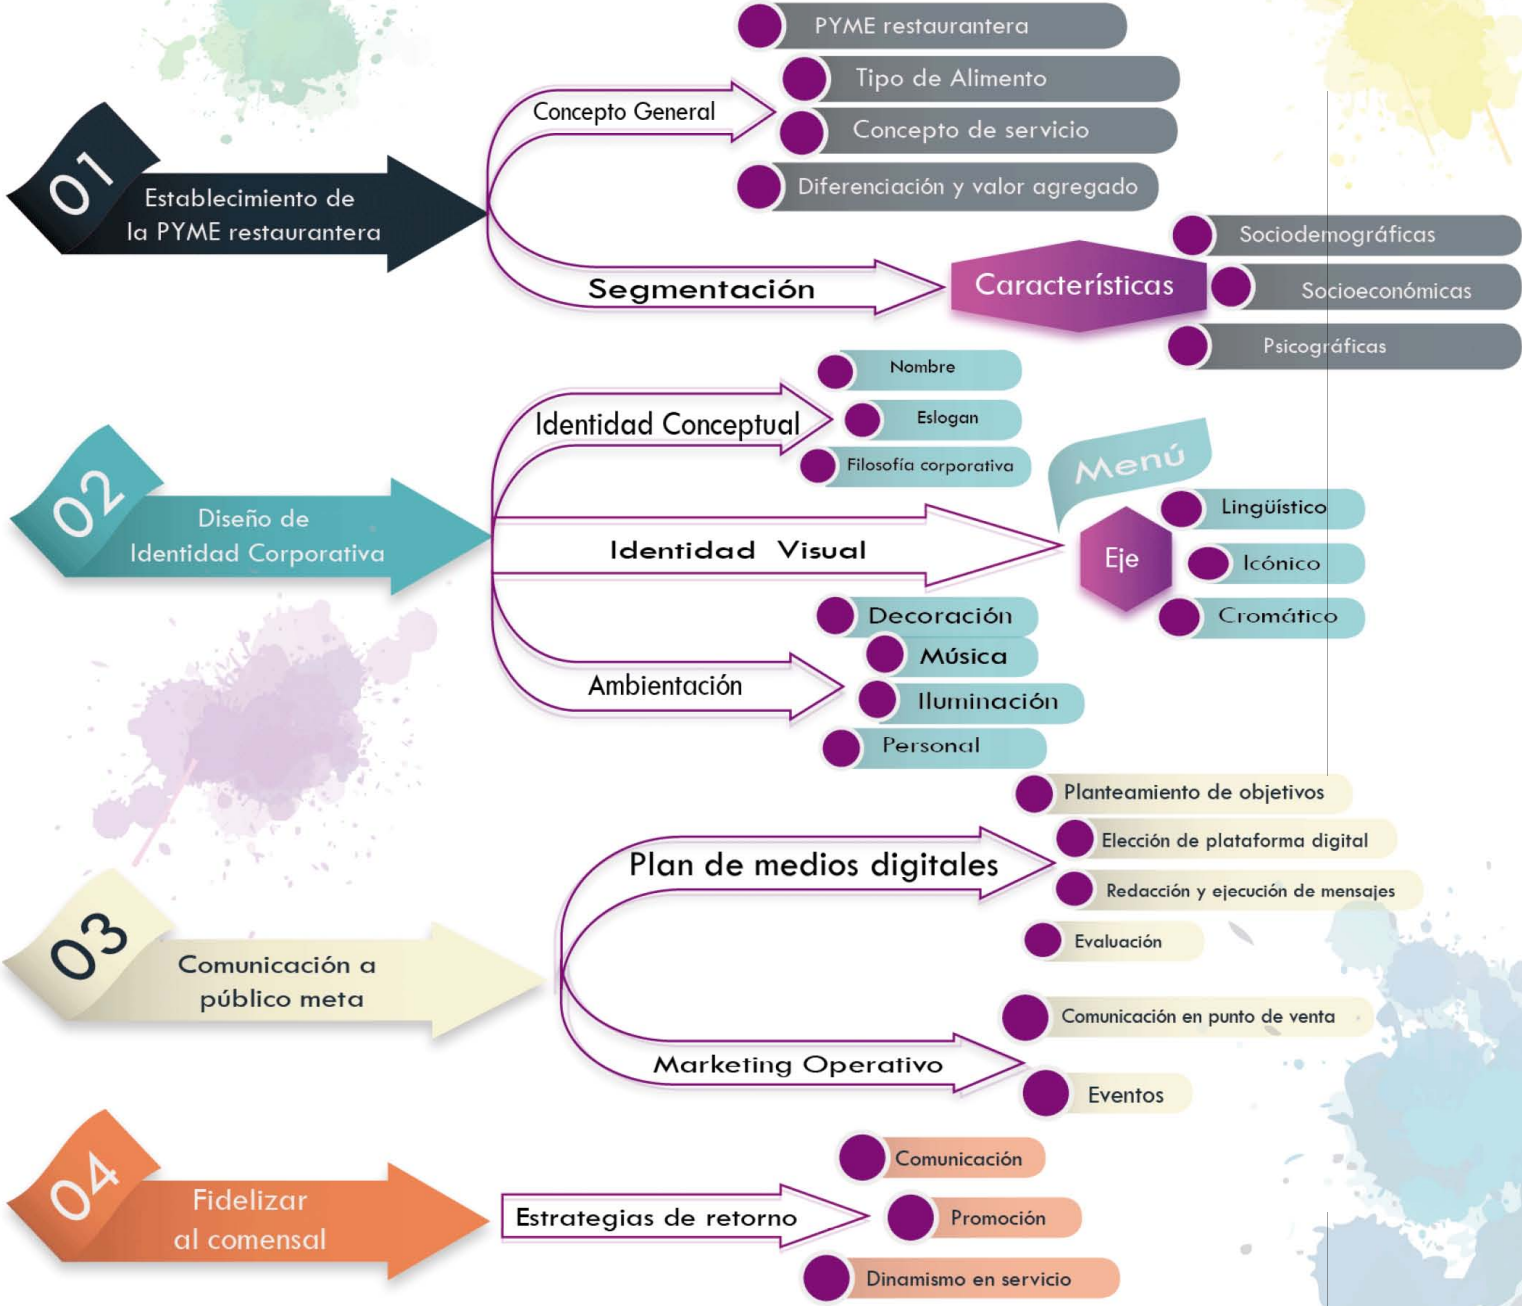 01
Establecimiento de
la PYME restaurantera
Concepto General
PYME restaurantera
Tipo de Alimento
Concepto de servicio
Diferenciación y valor agregado
Segmentación
Características
Sociodemográficas
Socioeconómicas
Psicográficas
02
Diseño de
Identidad Corporativa
Identidad Conceptual
Nombre
Eslogan
Filosofía corporativa
Identidad Visual
Menú
Eje
Lingüístico
Icónico
Cromático
Ambientación
Decoración
Música
Iluminación
Personal
03
Comunicación a
público meta
Plan de medios digitales
Planteamiento de objetivos
Elección de plataforma digital
Redacción y ejecución de mensajes
Evaluación
Marketing Operativo
Comunicación en punto de venta
Eventos
04
Fidelizar
al comensal
Estrategias de retorno
Comunicación
Promoción
Dinamismo en servicio